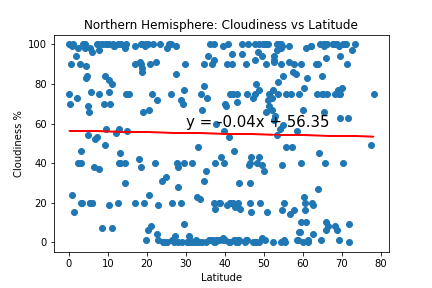 Northern Hemisphere: Cloudiness vs Latitude
100
80
60
40
20
0
Cloudiness %
y = -0.04x + 56.35
0 10 20 30 40 50 60 70 80
Latitude